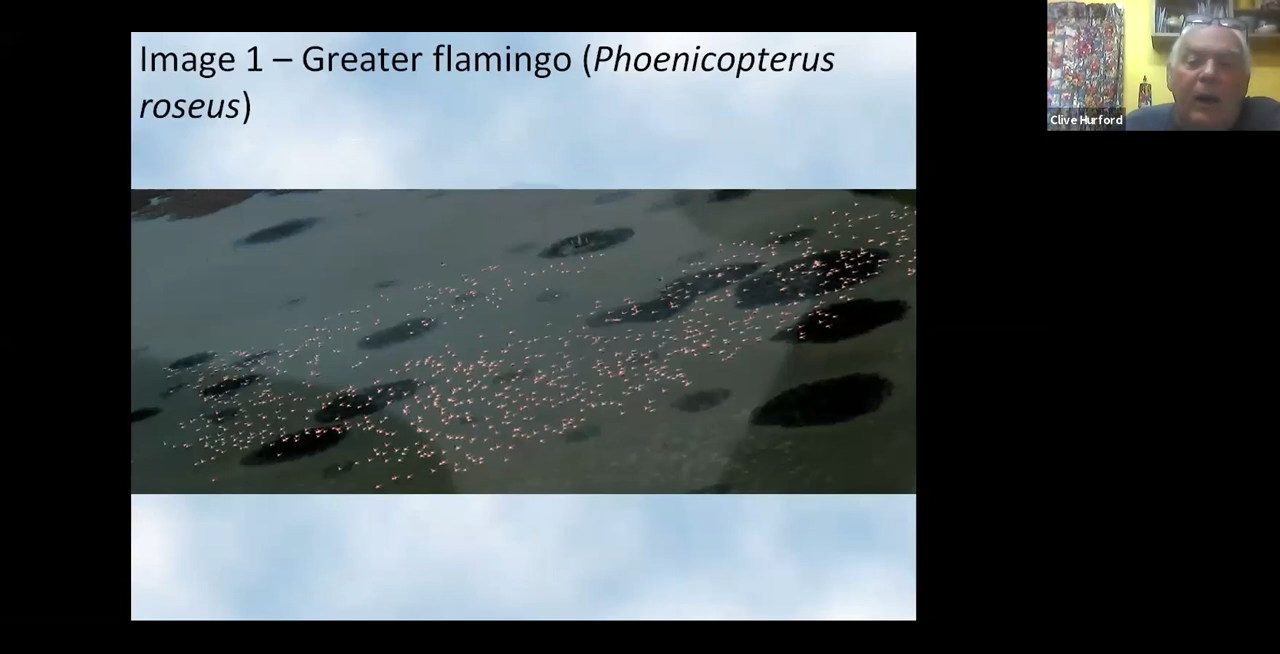 Image 1 – Greater flamingo (Phoenicopterus
roseus)
Clive Hurford